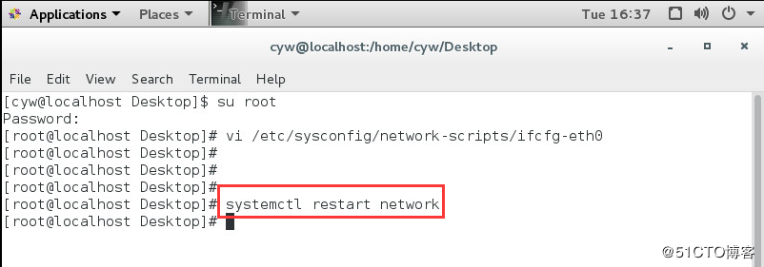 Applications Places Terminal Tue 16:37
cyw@localhost:/home/cyw/Desktop
File Edit View Search Terminal Help
[cyw@localhost Desktop]$ su root
Password:
[root@localhost Desktop]# vi /etc/sysconfig/network-scripts/ifcfg-eth0
[root@localhost Desktop]#
[root@localhost Desktop]#
[root@localhost Desktop]#
[root@localhost Desktop]# systemctl restart network
[root@localhost Desktop]#
@51CTO博客